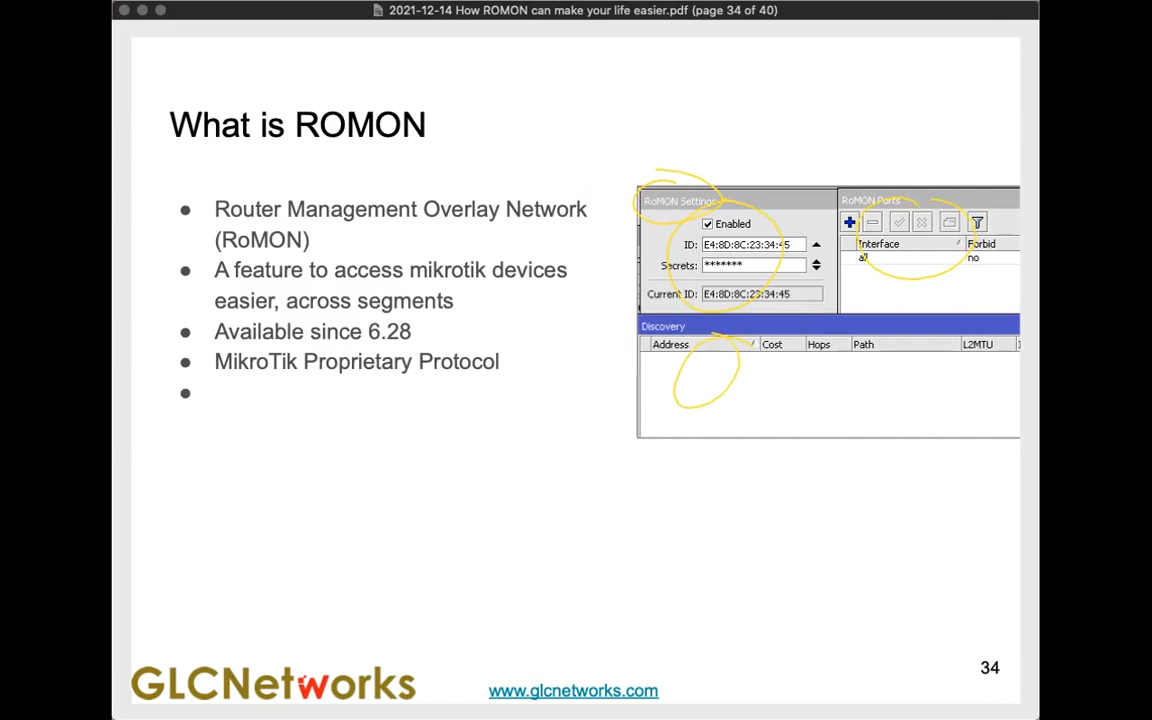 2021-12-14 How ROMON can make your life easier.pdf (page 34 of 40)
What is ROMON
● Router Management Overlay Network
(RoMON)
● A feature to access mikrotik devices
easier, across segments
● Available since 6.28
● MikroTik Proprietary Protocol
●
RoMON Settings
Enabled
ID: E4:8D:8C:23:34:45
Secrets: *******
Current ID: E4:8D:8C:23:34:45
RoMON Ports
Interface Forbid
all no
Discovery
Address Cost Hops Path L2MTU
34
GLCNetworks
www.glcnetworks.com